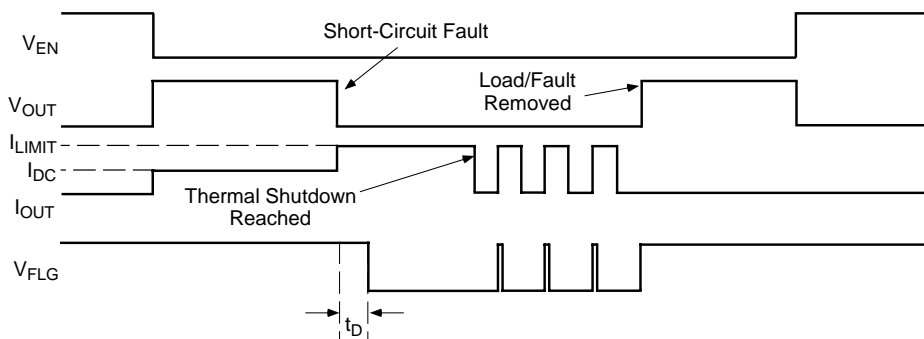 V_EN
Short-Circuit Fault
Load/Fault
Removed
V_OUT
I_LIMIT
I_DC
Thermal Shutdown
Reached
I_OUT
V_FLG
t_D